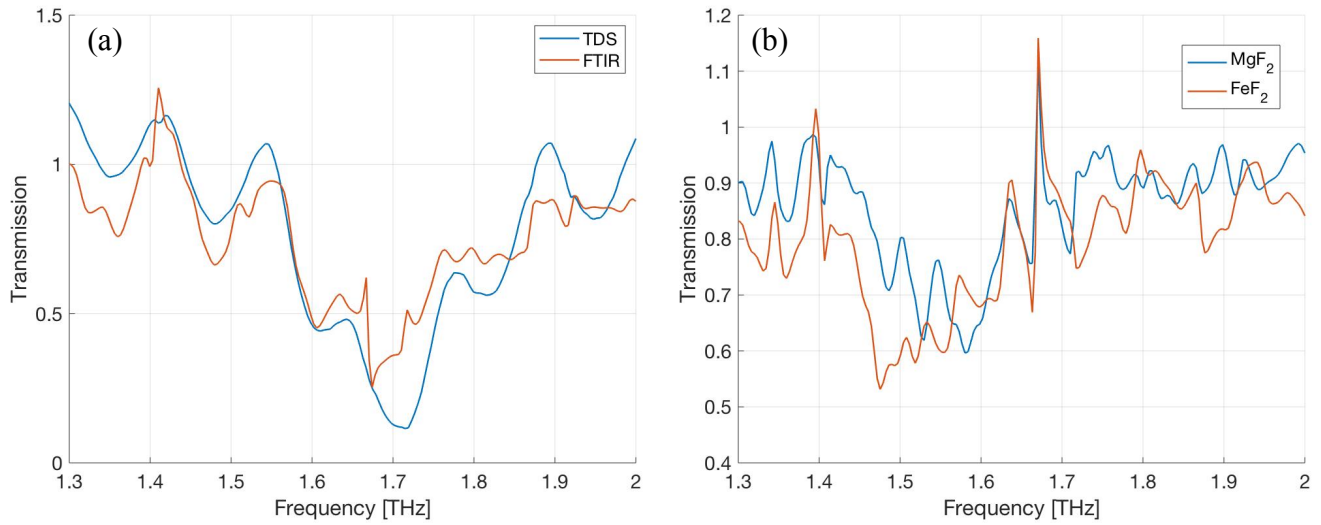 (a)
TDS
FTIR
1.5
1
0.5
0
Transmission
1.3 1.4 1.5 1.6 1.7 1.8 1.9 2
Frequency [THz]
(b)
MgF2
FeF2
1.2
1.1
1
0.9
0.8
0.7
0.6
0.5
0.4
Transmission
1.3 1.4 1.5 1.6 1.7 1.8 1.9 2
Frequency [THz]